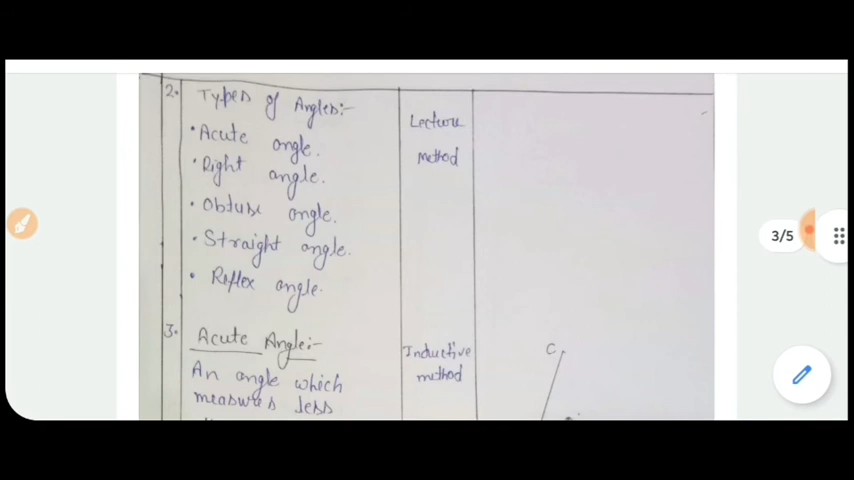 2.
Types of Angles:-
• Acute angle.
• Right angle.
• Obtuse angle.
• Straight angle.
• Reflex angle.
Lecture
method
3.
Acute Angle:-
An angle which
measures less
Inductive
method
C
3/5